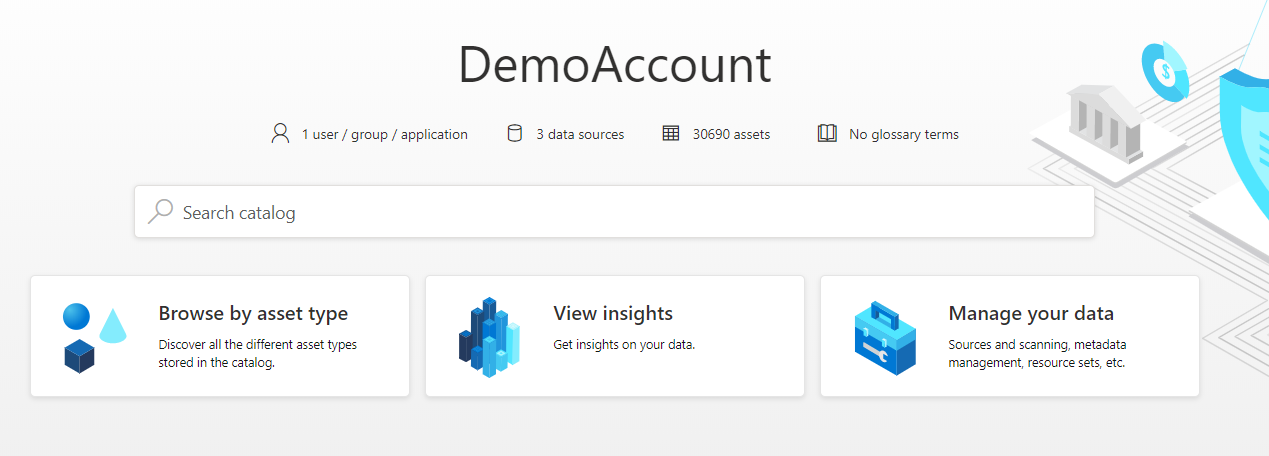 DemoAccount
1 user / group / application
3 data sources
30690 assets
No glossary terms
Search catalog
Browse by asset type
Discover all the different asset types
stored in the catalog.
View insights
Get insights on your data.
Manage your data
Sources and scanning, metadata
management, resource sets, etc.
$